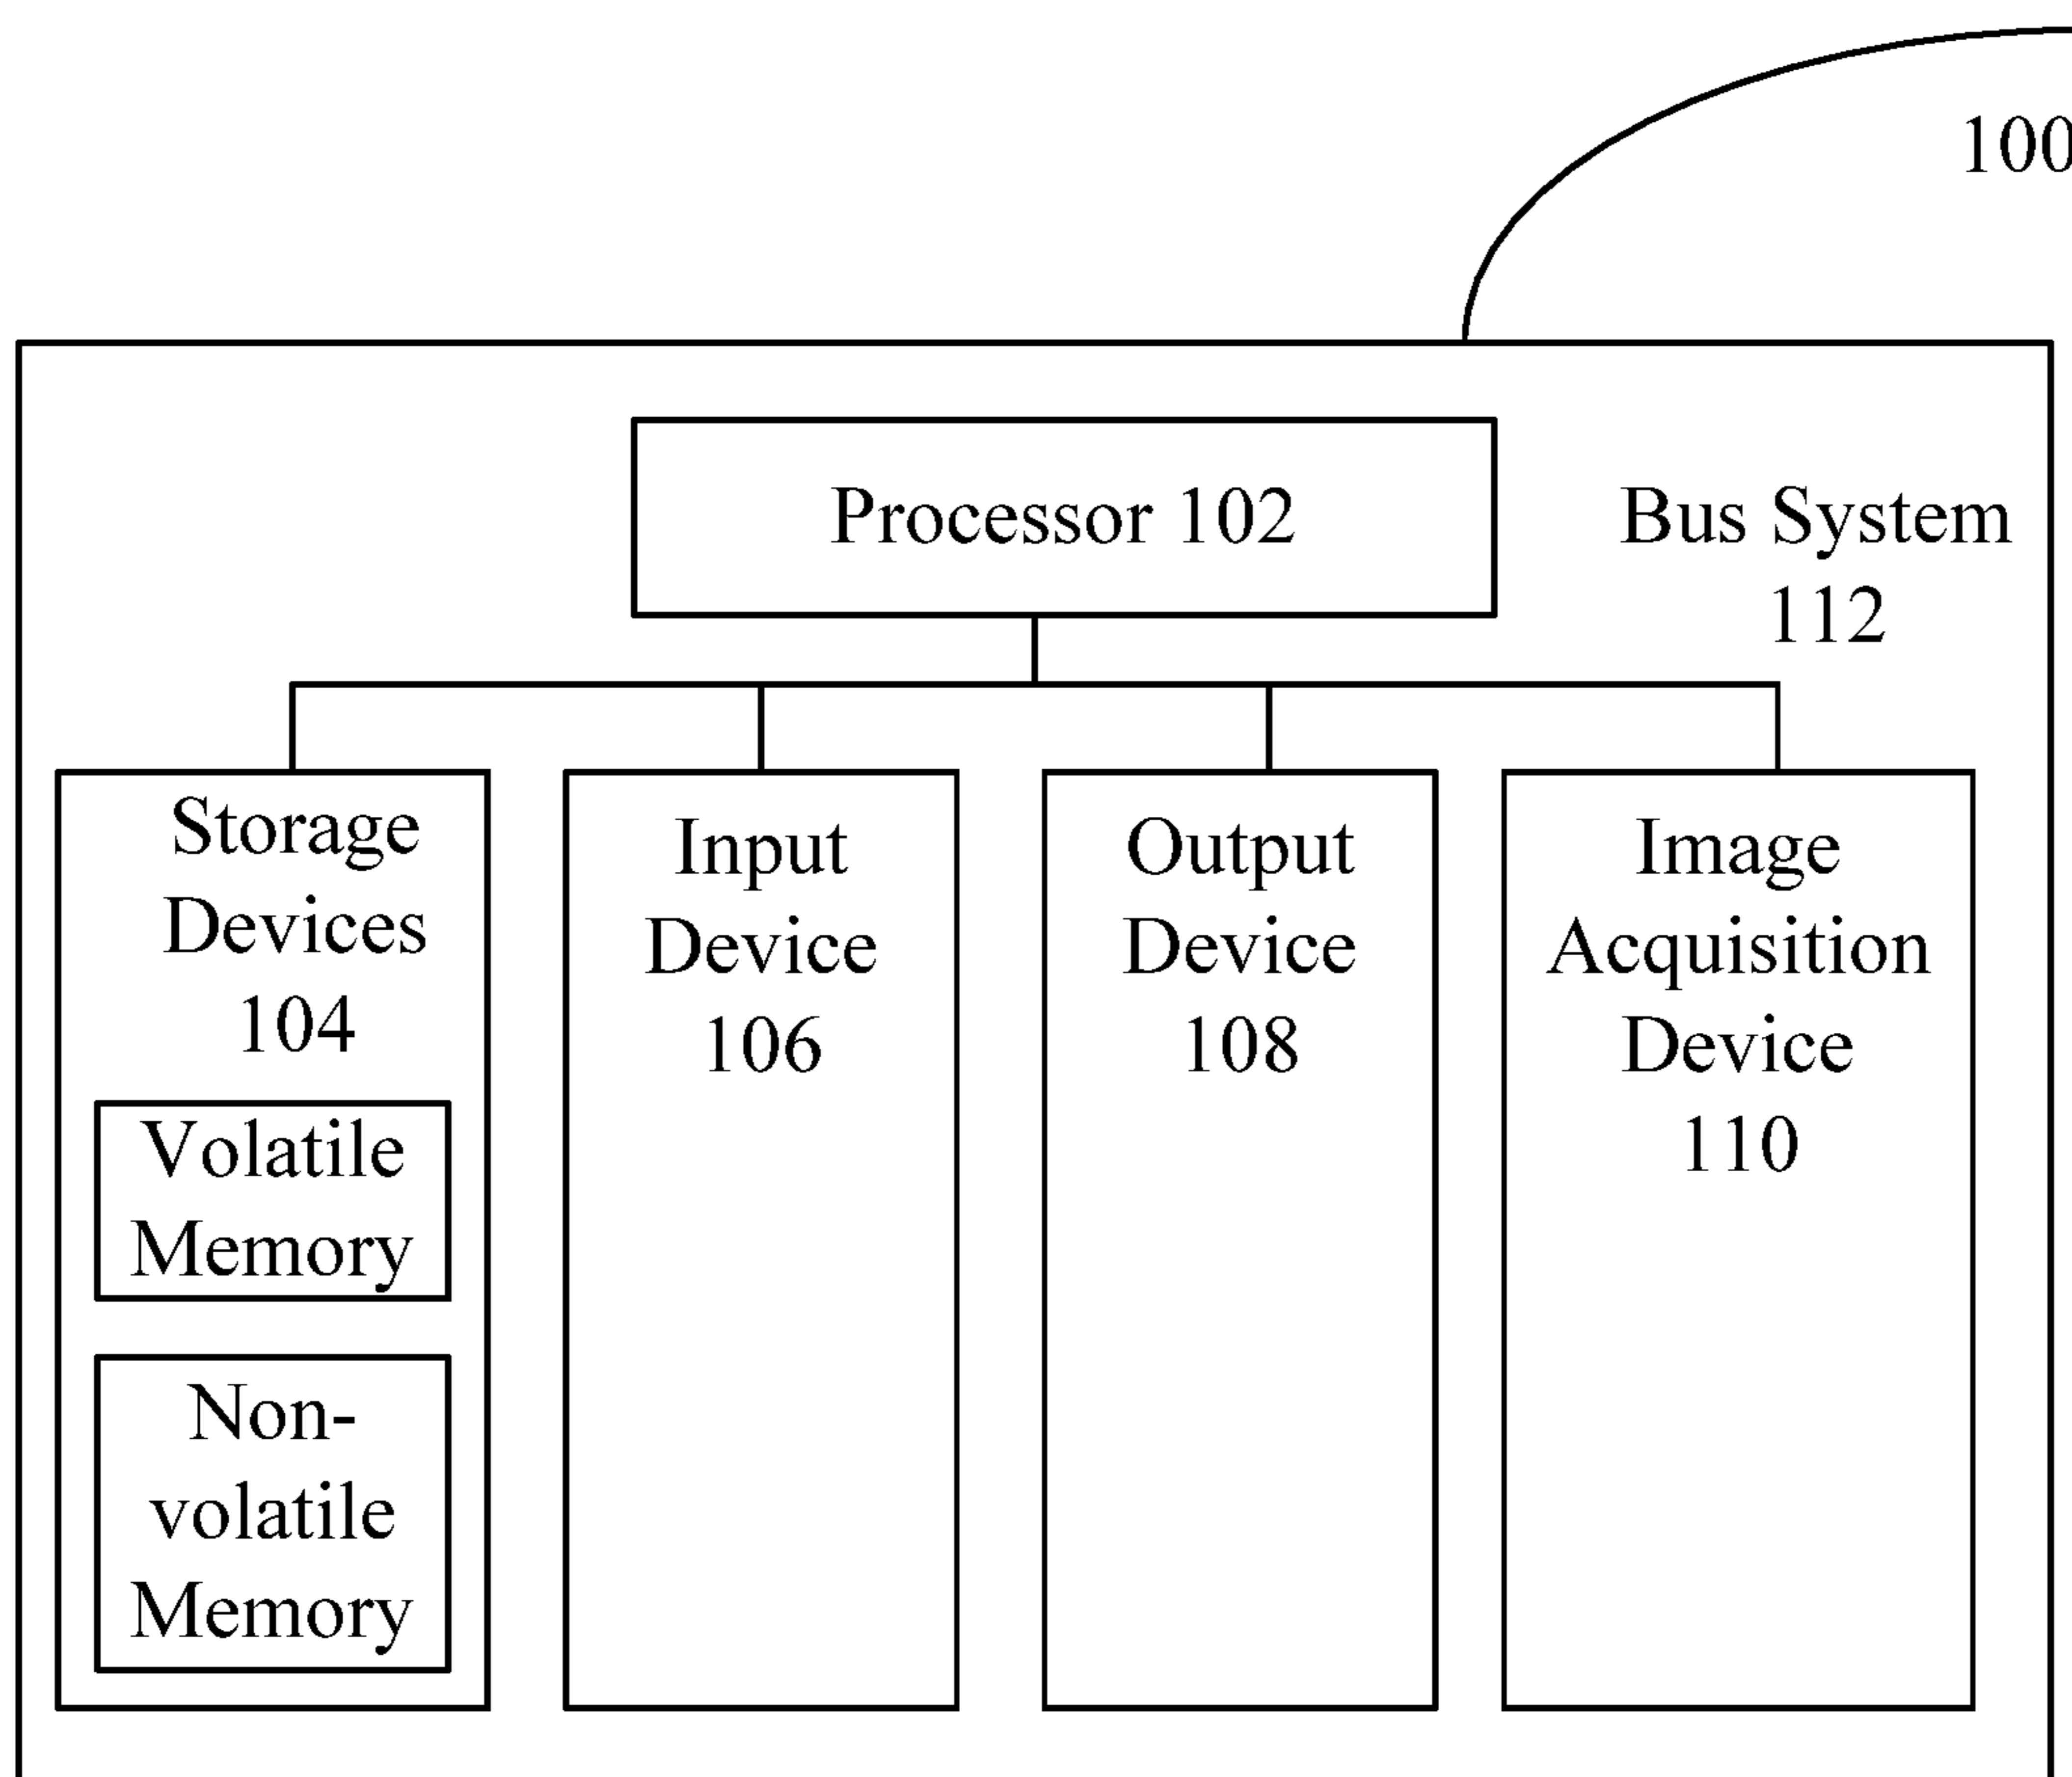 100
Processor 102
Bus System
112
Storage
Devices
104
Volatile
Memory
Non-
volatile
Memory
Input
Device
106
Output
Device
108
Image
Acquisition
Device
110